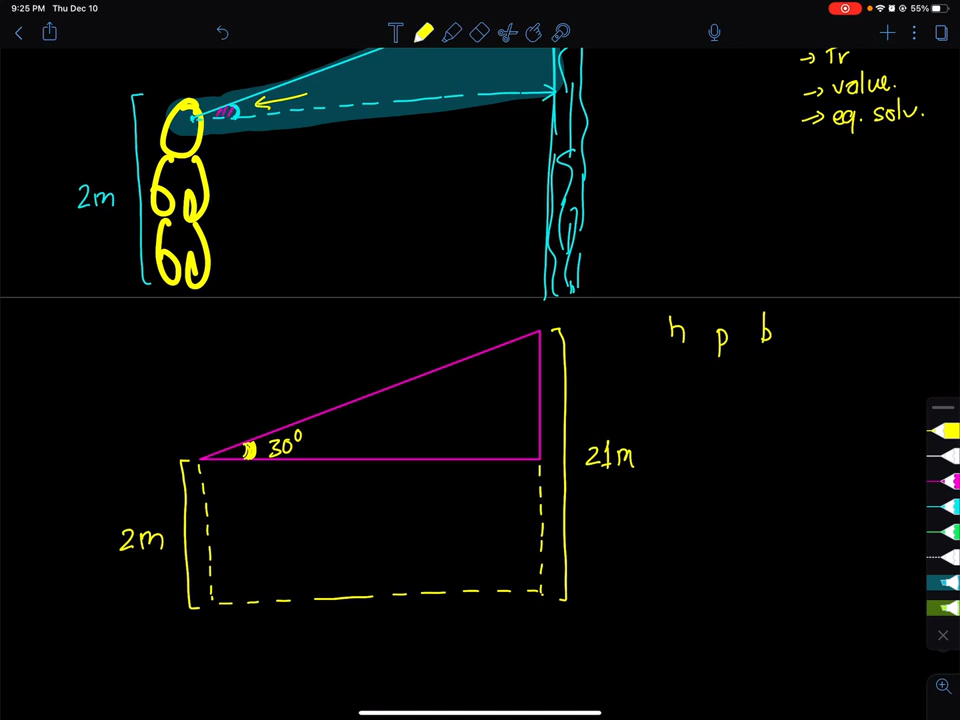 9:25 PM Thu Dec 10
55%
T
→ Tr
→ value.
→ eq. solv.
2m
h p b
30°
21m
2m